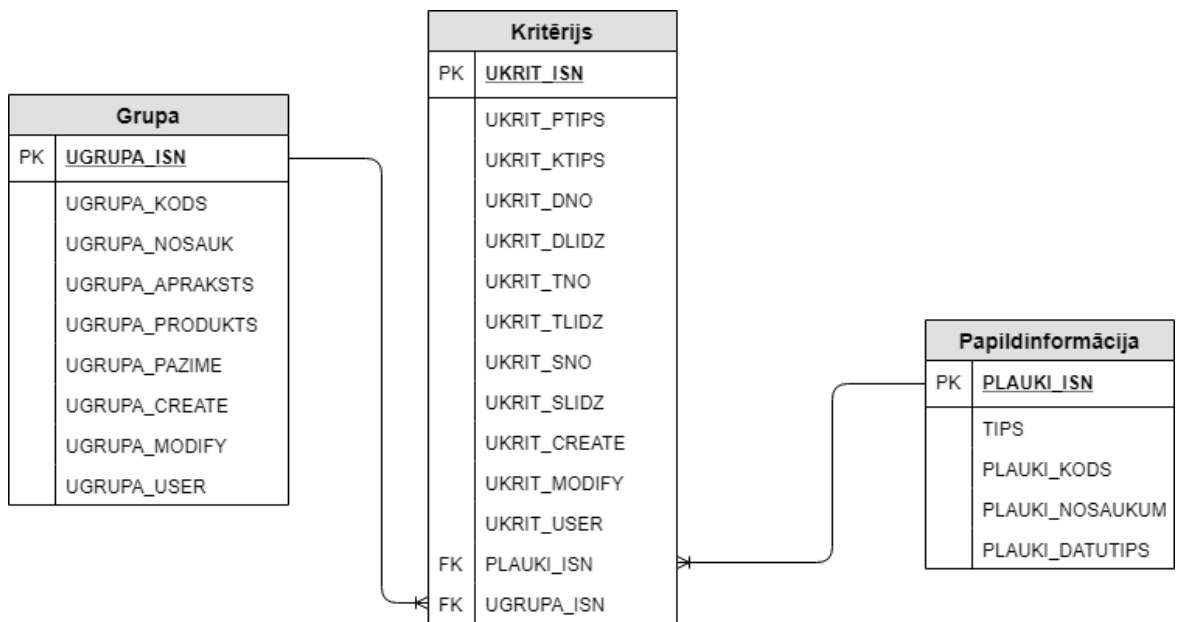 Grupa
PK UGRUPA_ISN
UGRUPA_KODS
UGRUPA_NOSAUK
UGRUPA_APRAKSTS
UGRUPA_PRODUKTS
UGRUPA_PAZIME
UGRUPA_CREATE
UGRUPA_MODIFY
UGRUPA_USER
Kritērijs
PK UKRIT_ISN
UKRIT_PTIPS
UKRIT_KTIPS
UKRIT_DNO
UKRIT_DLIDZ
UKRIT_TNO
UKRIT_TLIDZ
UKRIT_SNO
UKRIT_SLIDZ
UKRIT_CREATE
UKRIT_MODIFY
UKRIT_USER
FK PLAUKI_ISN
FK UGRUPA_ISN
Papildinformācija
PK PLAUKI_ISN
TIPS
PLAUKI_KODS
PLAUKI_NOSAUKUM
PLAUKI_DATUTIPS